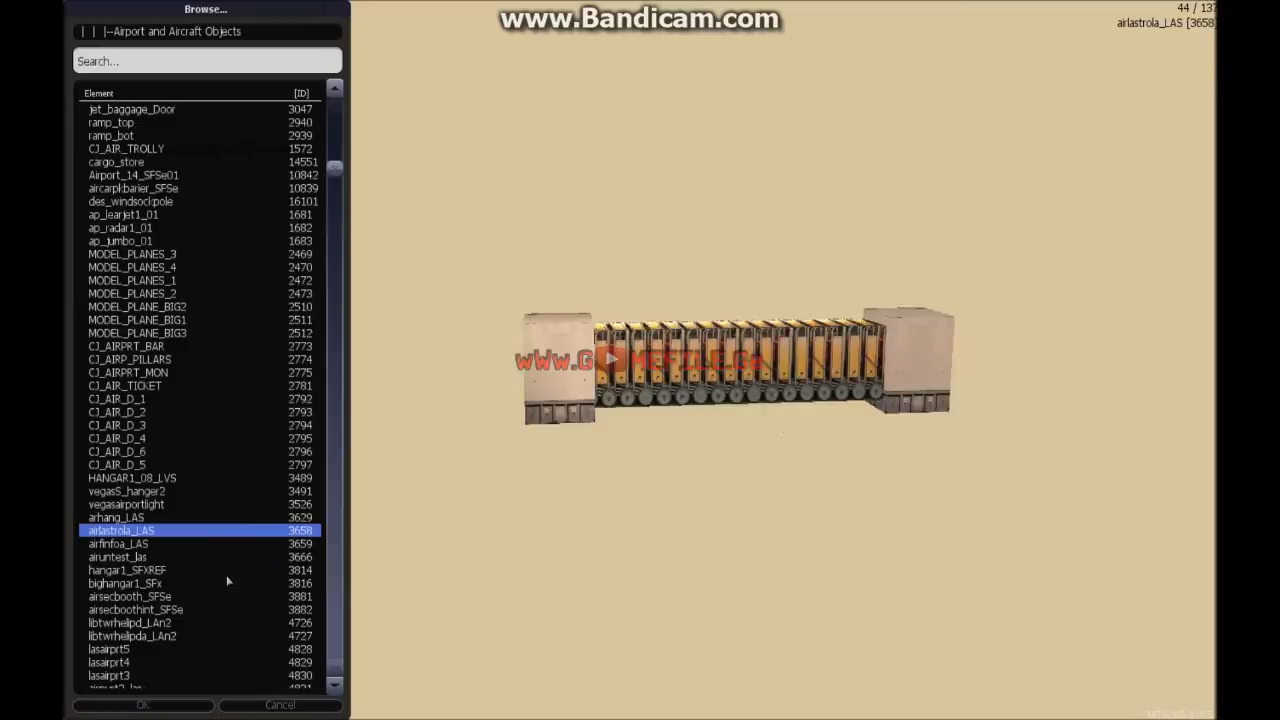 Browse...
| | |--Airport and Aircraft Objects
Search...
Element [ID]
jet_baggage_Door 3047
ramp_top 2940
ramp_bot 2939
CJ_AIR_TROLLY 1572
cargo_store 14551
Airport_14_SFSe01 10842
aircarpkbarier_SFSe 10839
des_windsockpole 16101
ap_learjet1_01 1681
ap_radar1_01 1682
ap_jumbo_01 1683
MODEL_PLANES_3 2469
MODEL_PLANES_4 2470
MODEL_PLANES_1 2472
MODEL_PLANES_2 2473
MODEL_PLANE_BIG2 2510
MODEL_PLANE_BIG1 2511
MODEL_PLANE_BIG3 2512
CJ_AIRPRT_BAR 2773
CJ_AIRP_PILLARS 2774
CJ_AIRPRT_MON 2775
CJ_AIR_TICKET 2781
CJ_AIR_D_1 2792
CJ_AIR_D_2 2793
CJ_AIR_D_3 2794
CJ_AIR_D_4 2795
CJ_AIR_D_6 2796
CJ_AIR_D_5 2797
HANGAR1_08_LVS 3489
vegasS_hanger2 3491
vegasairportlight 3526
arhang_LAS 3629
airlastrola_LAS 3658
airfinfoa_LAS 3659
airuntest_las 3666
hangar1_SFXREF 3814
bighangar1_SFx 3816
airsecbooth_SFSe 3881
airsecboothint_SFSe 3882
libtwrhelipd_LAn2 4726
libtwrhelipda_LAn2 4727
lasairprt5 4828
lasairprt4 4829
lasairprt3 4830
OK Cancel
www.Bandicam.com
44 / 137
airlastrola_LAS [3658]